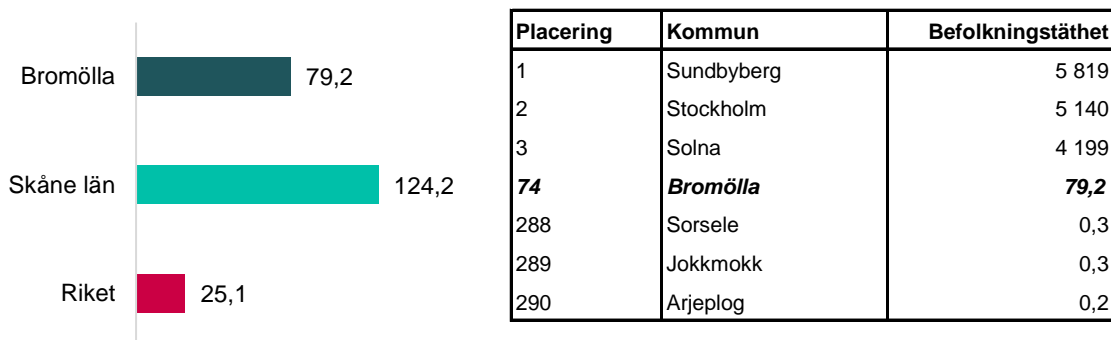 Bromölla 79,2
Skåne län 124,2
Riket 25,1
Placering Kommun Befolkningstäthet
1 Sundbyberg 5 819
2 Stockholm 5 140
3 Solna 4 199
74 Bromölla 79,2
288 Sorsele 0,3
289 Jokkmokk 0,3
290 Arjeplog 0,2